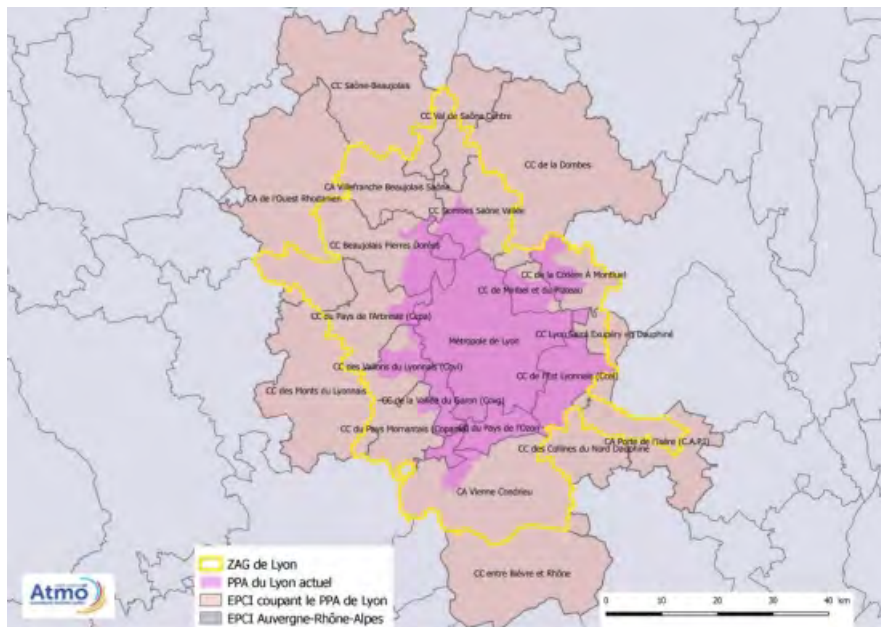 CC Saône-Beaujolais
CC Val de Saône Centre
CC de la Dombes
CA Villefranche Beaujolais Saône
CA de l'Ouest Rhodanien
CC Dombes Saône Vallée
CC Beaujolais Pierres Dorées
CC de la Côtière À Montluel
CC de Miribel et du Plateau
CC du Pays de l'Arbresle (Ccpa)
CC Lyon Saint Exupéry en Dauphiné
Métropole de Lyon
CC des Vallons du Lyonnais (Ccvl)
CC de l'Est Lyonnais (Ccel)
CC des Monts du Lyonnais
CC de la Vallée du Garon (Ccvg)
CC du Pays Mornantais (Copamo)
CC du Pays de l'Ozon
CA Porte de l'Isère (C.A.P.I)
CC des Collines du Nord Dauphiné
CA Vienne Condrieu
CC entre Bièvre et Rhône
ZAG de Lyon
PPA du Lyon actuel
EPCI coupant le PPA de Lyon
EPCI Auvergne-Rhône-Alpes
Atmo
0 10 20 30 40 km